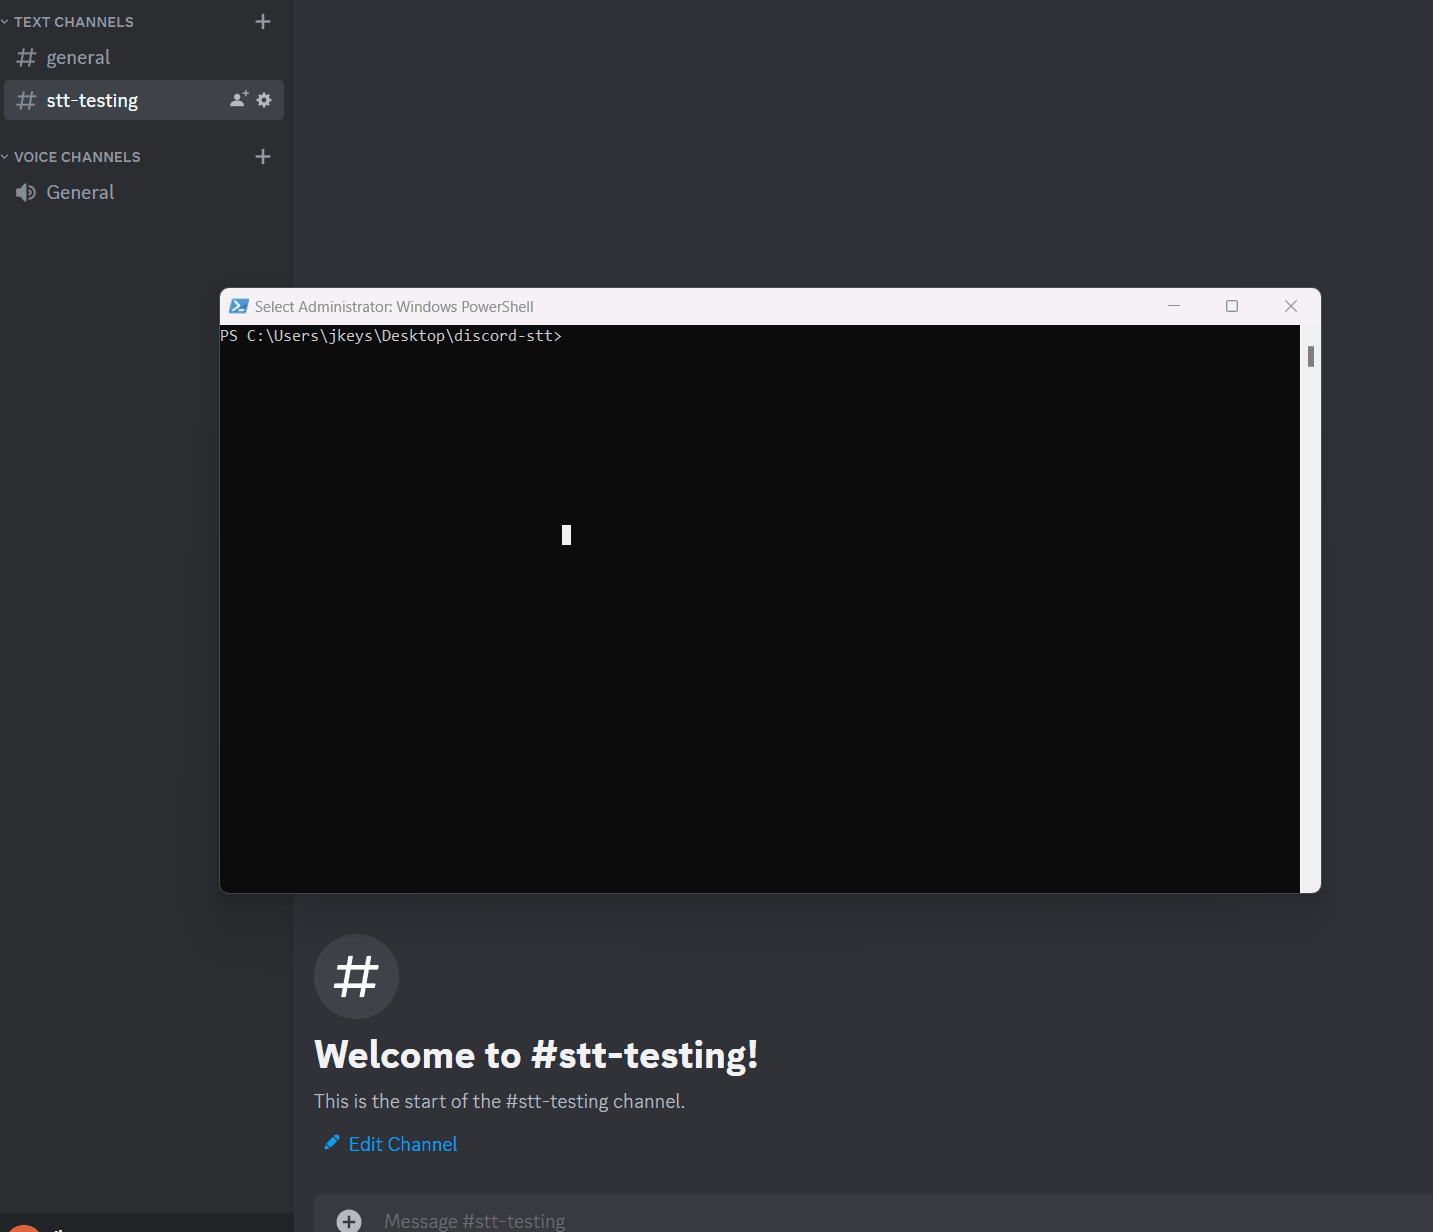 TEXT CHANNELS
# general
# stt-testing
VOICE CHANNELS
General
Select Administrator: Windows PowerShell
PS C:\Users\jkeys\Desktop\discord-stt>
#
Welcome to #stt-testing!
This is the start of the #stt-testing channel.
Edit Channel
Message #stt-testing